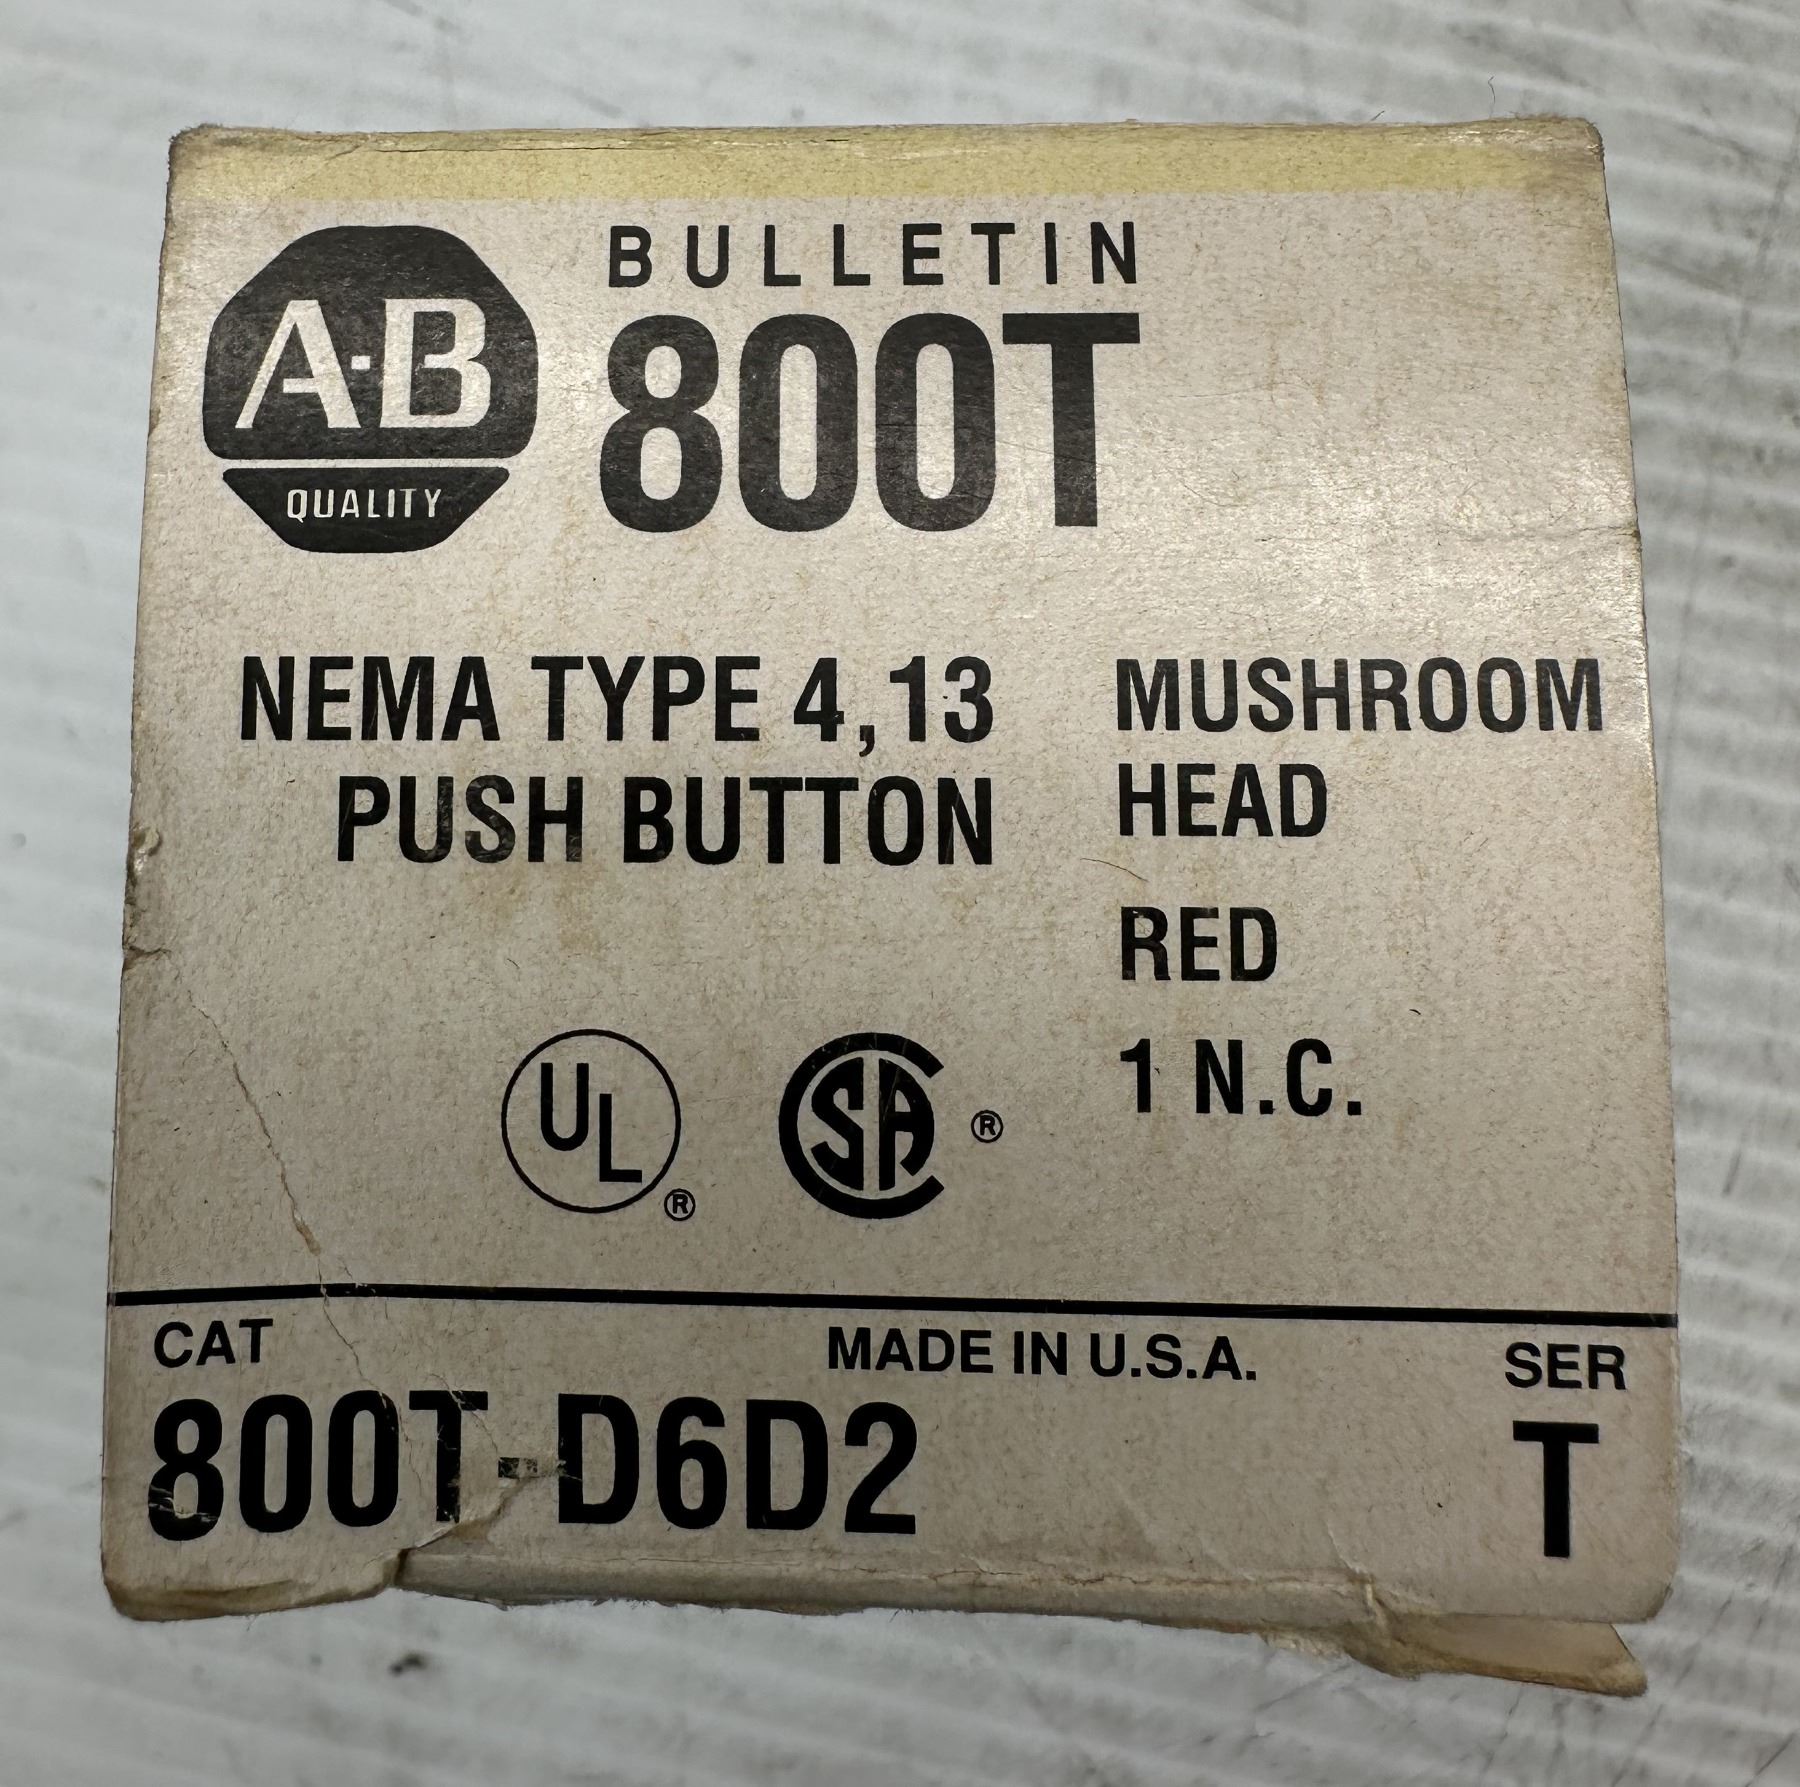 A·B
QUALITY
BULLETIN
800T
NEMA TYPE 4,13
PUSH BUTTON
MUSHROOM
HEAD
RED
1 N.C.
UL®
CSA®
CAT
800T-D6D2
MADE IN U.S.A.
SER
T